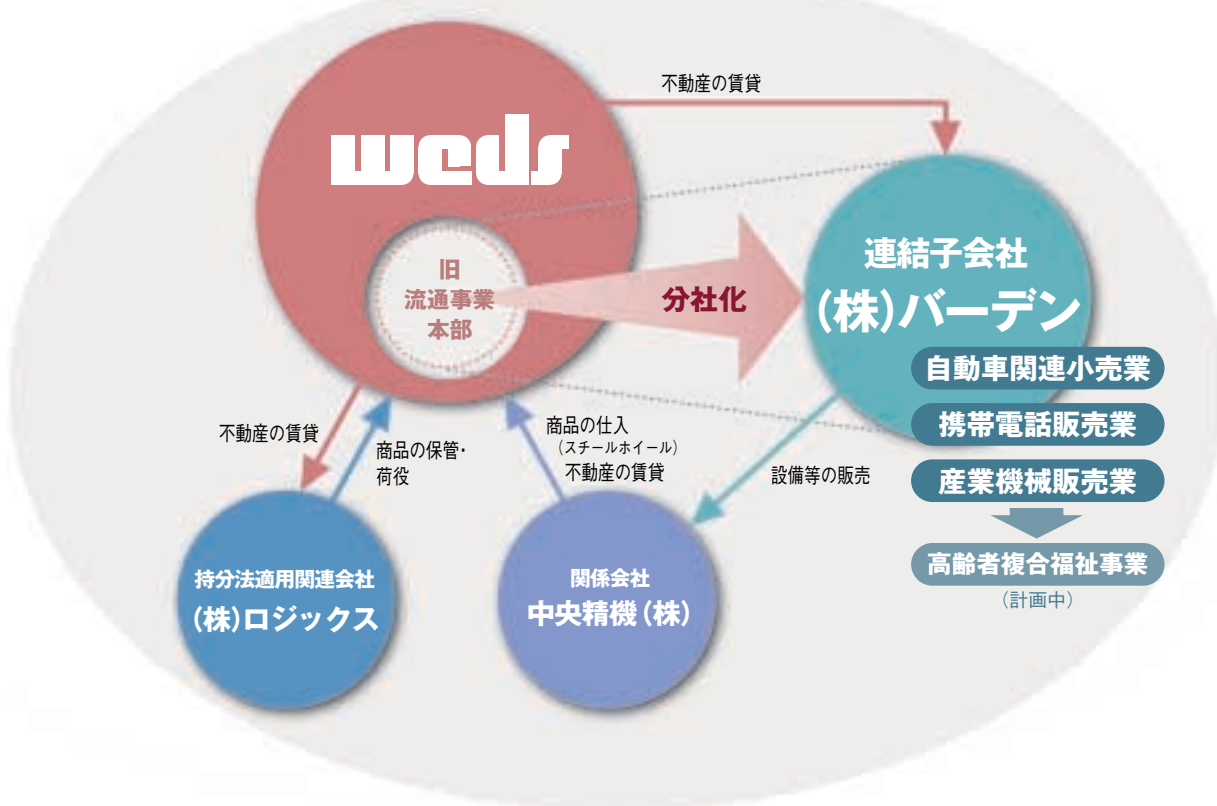 不動産の賃貸
weds
旧
流通事業
本部
分社化
連結子会社
(株)バーデン
自動車関連小売業
携帯電話販売業
産業機械販売業
高齢者複合福祉事業
(計画中)
不動産の賃貸
商品の保管・
荷役
商品の仕入
(スチールホイール)
不動産の賃貸
設備等の販売
持分法適用関連会社
(株)ロジックス
関係会社
中央精機(株)